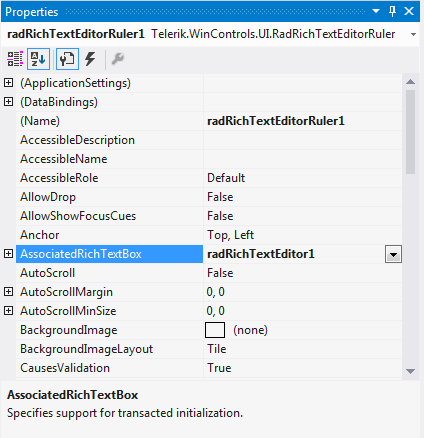 Properties
radRichTextEditorRuler1 Telerik.WinControls.UI.RadRichTextEditorRuler
(ApplicationSettings)
(DataBindings)
(Name) radRichTextEditorRuler1
AccessibleDescription
AccessibleName
AccessibleRole Default
AllowDrop False
AllowShowFocusCues False
Anchor Top, Left
AssociatedRichTextBox radRichTextEditor1
AutoScroll False
AutoScrollMargin 0, 0
AutoScrollMinSize 0, 0
BackgroundImage (none)
BackgroundImageLayout Tile
CausesValidation True
AssociatedRichTextBox
Specifies support for transacted initialization.